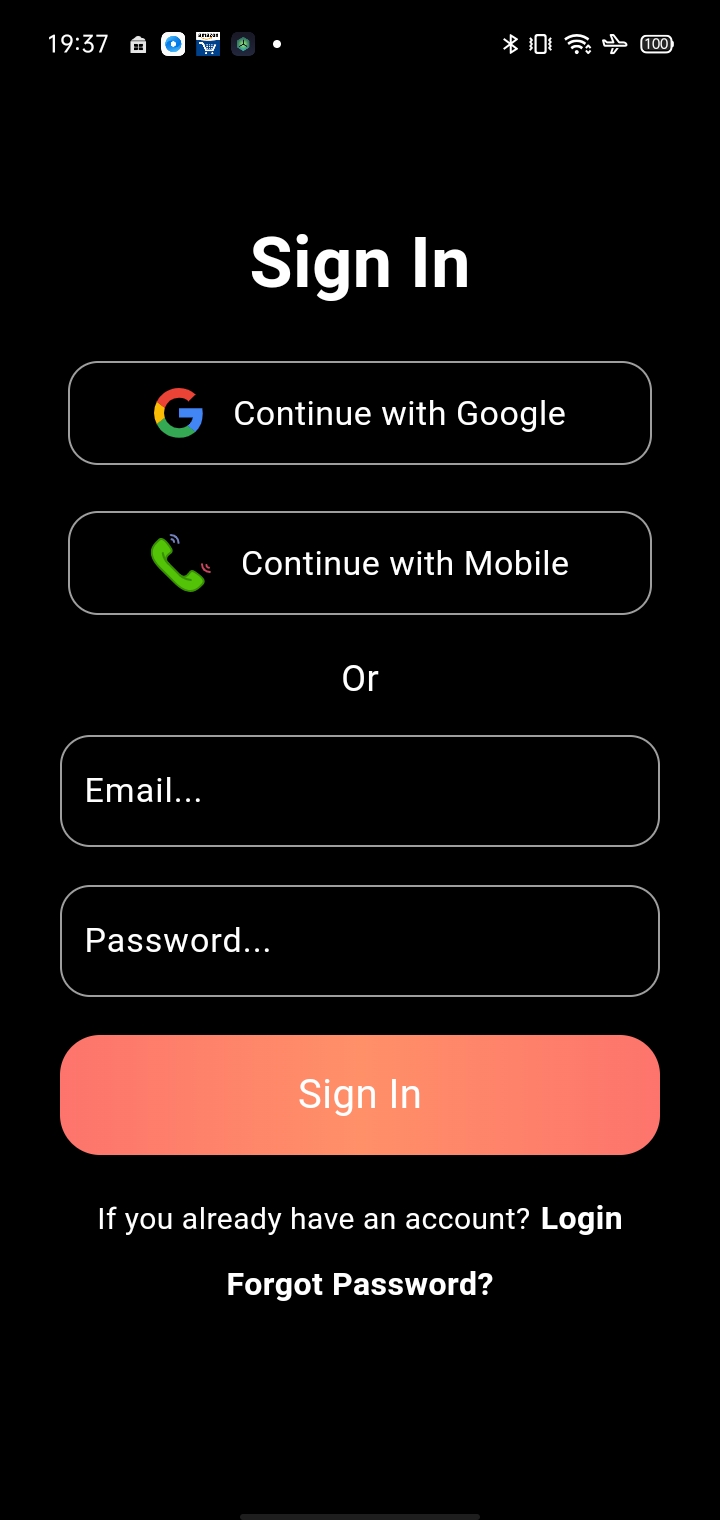 19:37
amazon
100
Sign In
Continue with Google
Continue with Mobile
Or
Email...
Password...
Sign In
If you already have an account? Login
Forgot Password?